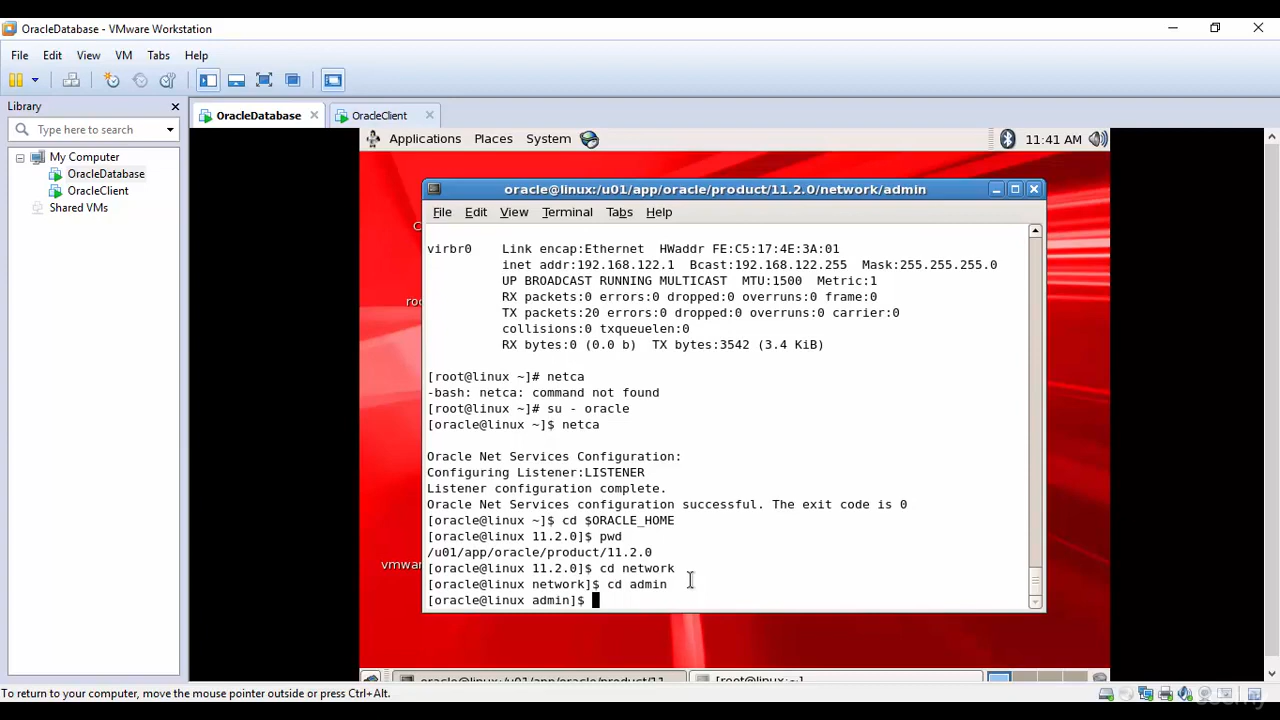 OracleDatabase - VMware Workstation
File Edit View VM Tabs Help
Library
Type here to search
My Computer
OracleDatabase
OracleClient
Shared VMs
OracleDatabase OracleClient
Applications Places System 11:41 AM
oracle@linux:/u01/app/oracle/product/11.2.0/network/admin
File Edit View Terminal Tabs Help
virbr0 Link encap:Ethernet HWaddr FE:C5:17:4E:3A:01
inet addr:192.168.122.1 Bcast:192.168.122.255 Mask:255.255.255.0
UP BROADCAST RUNNING MULTICAST MTU:1500 Metric:1
RX packets:0 errors:0 dropped:0 overruns:0 frame:0
TX packets:20 errors:0 dropped:0 overruns:0 carrier:0
collisions:0 txqueuelen:0
RX bytes:0 (0.0 b) TX bytes:3542 (3.4 KiB)
[root@linux ~]# netca
-bash: netca: command not found
[root@linux ~]# su - oracle
[oracle@linux ~]$ netca
Oracle Net Services Configuration:
Configuring Listener:LISTENER
Listener configuration complete.
Oracle Net Services configuration successful. The exit code is 0
[oracle@linux ~]$ cd $ORACLE_HOME
[oracle@linux 11.2.0]$ pwd
/u01/app/oracle/product/11.2.0
[oracle@linux 11.2.0]$ cd network
[oracle@linux network]$ cd admin
[oracle@linux admin]$
To return to your computer, move the mouse pointer outside or press Ctrl+Alt.